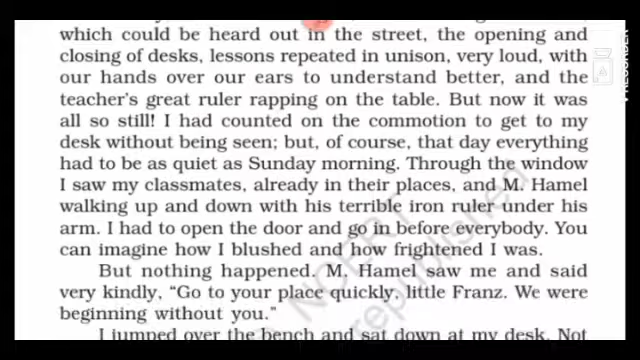 which could be heard out in the street, the opening and
closing of desks, lessons repeated in unison, very loud, with
our hands over our ears to understand better, and the
teacher's great ruler rapping on the table. But now it was
all so still! I had counted on the commotion to get to my
desk without being seen; but, of course, that day everything
had to be as quiet as Sunday morning. Through the window
I saw my classmates, already in their places, and M. Hamel
walking up and down with his terrible iron ruler under his
arm. I had to open the door and go in before everybody. You
can imagine how I blushed and how frightened I was.
But nothing happened. M. Hamel saw me and said
very kindly, “Go to your place quickly, little Franz. We were
beginning without you.”
I jumped over the bench and sat down at my desk. Not
NCERT
republished